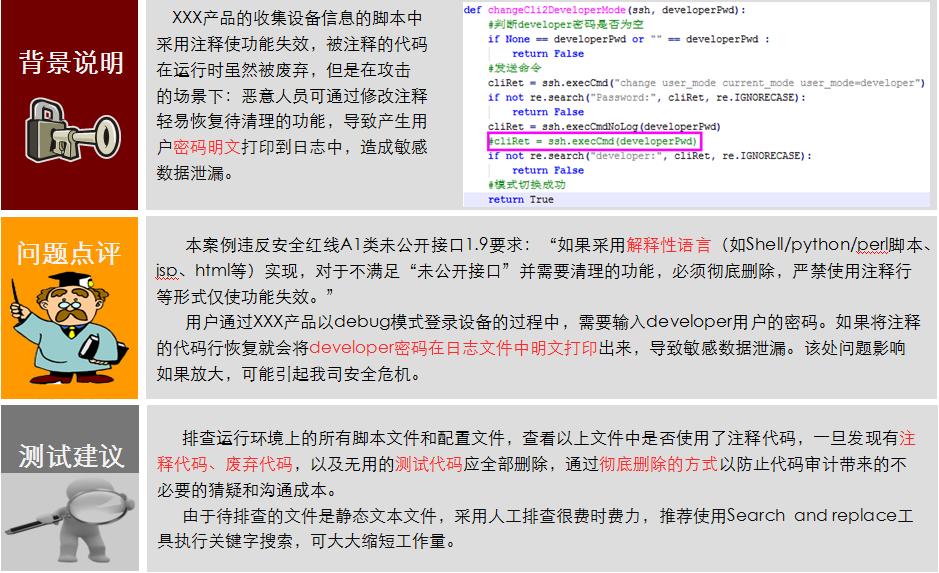 背景说明
XXX产品的收集设备信息的脚本中
采用注释使功能失效，被注释的代码
在运行时虽然被废弃，但是在攻击
的场景下：恶意人员可通过修改注释
轻易恢复待清理的功能，导致产生用
户密码明文打印到日志中，造成敏感
数据泄漏。
def changeCli2DeveloperMode(ssh, developerPwd):
#判断developer密码是否为空
if None == developerPwd or "" == developerPwd :
return False
#发送命令
cliRet = ssh.execCmd("change user_mode current_mode user_mode=developer")
if not re.search("Password:", cliRet, re.IGNORECASE):
return False
cliRet = ssh.execCmdNoLog(developerPwd)
#cliRet = ssh.execCmd(developerPwd)
if not re.search("developer:", cliRet, re.IGNORECASE):
return False
#模式切换成功
return True
问题点评
本案例违反安全红线A1类未公开接口1.9要求：“如果采用解释性语言（如Shell/python/perl脚本、
jsp、html等）实现，对于不满足“未公开接口”并需要清理的功能，必须彻底删除，严禁使用注释行
等形式仅使功能失效。”
用户通过XXX产品以debug模式登录设备的过程中，需要输入developer用户的密码。如果将注释
的代码行恢复就会将developer密码在日志文件中明文打印出来，导致敏感数据泄漏。该处问题影响
如果放大，可能引起我司安全危机。
测试建议
排查运行环境上的所有脚本文件和配置文件，查看以上文件中是否使用了注释代码，一旦发现有注
释代码、废弃代码，以及无用的测试代码应全部删除，通过彻底删除的方式以防止代码审计带来的不
必要的猜疑和沟通成本。
由于待排查的文件是静态文本文件，采用人工排查很费时费力，推荐使用Search and replace工
具执行关键字搜索，可大大缩短工作量。